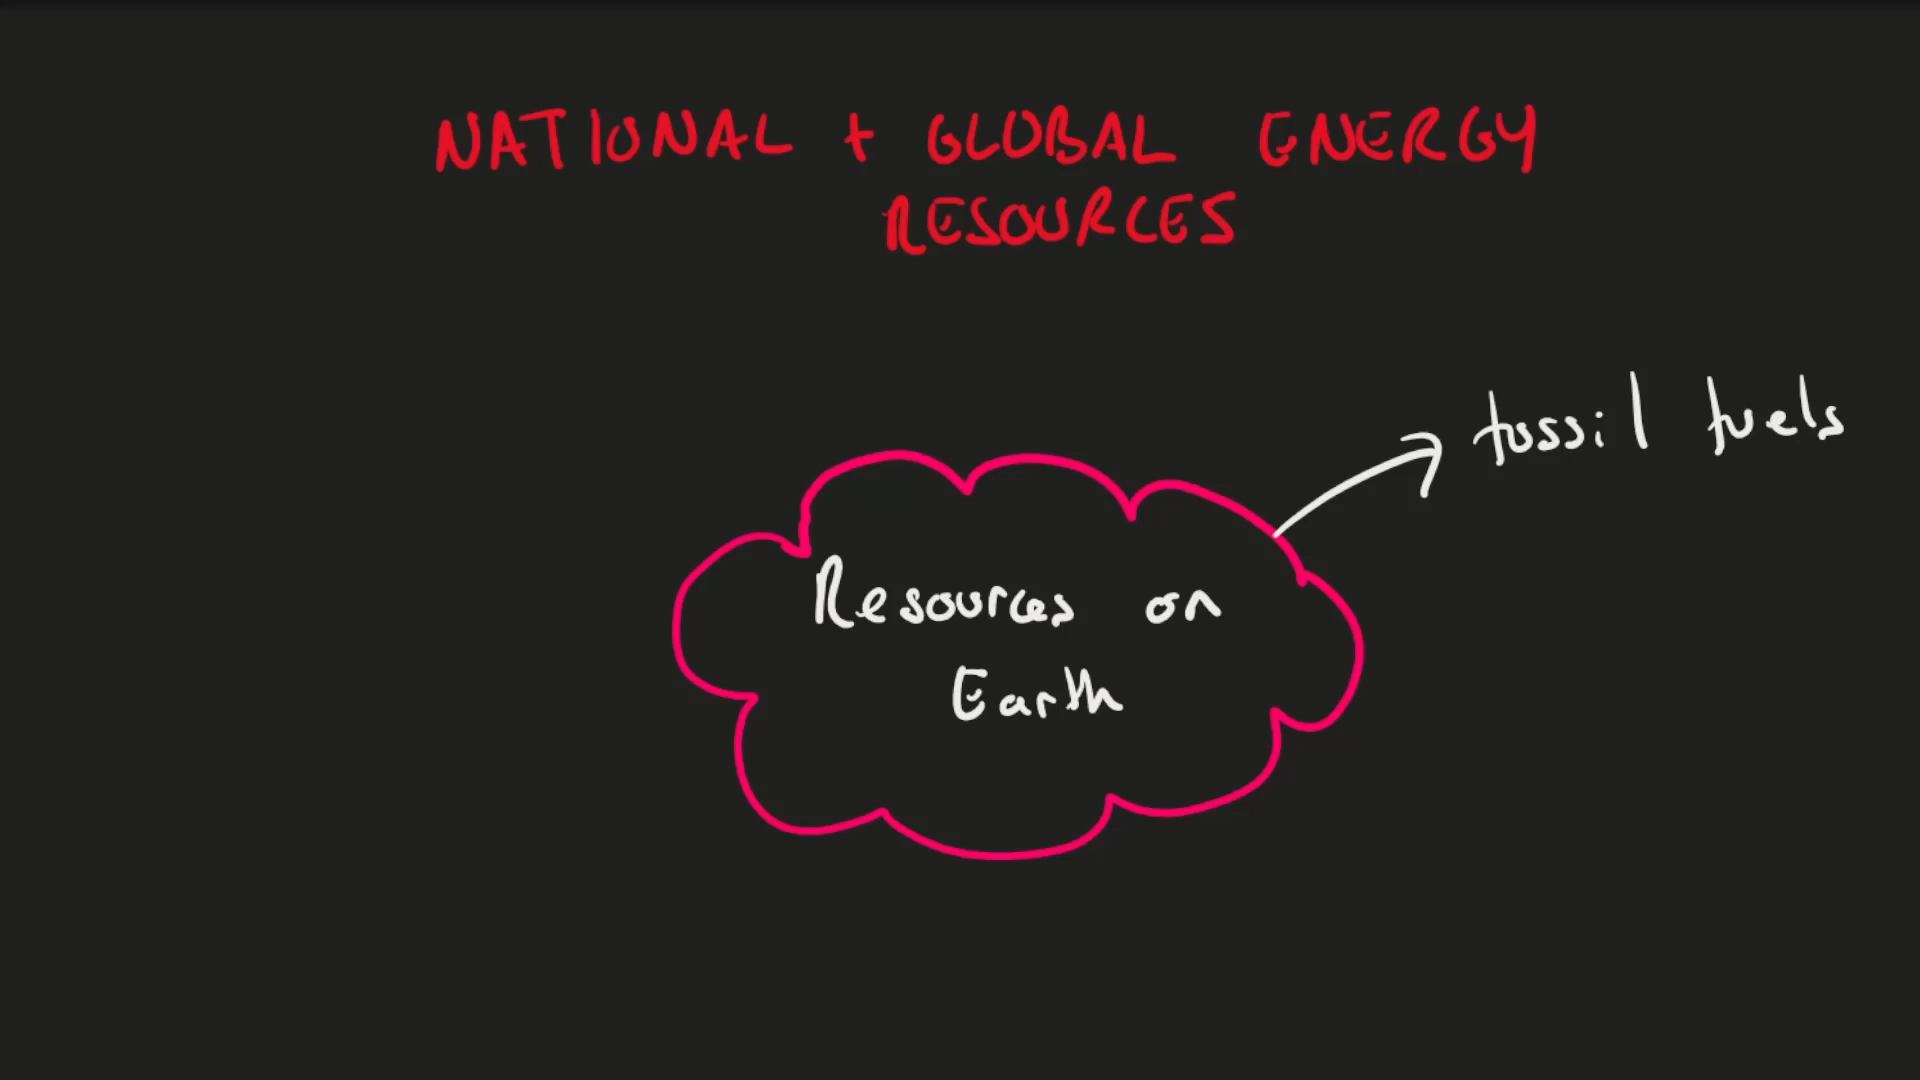 NATIONAL + GLOBAL ENERGY
RESOURCES
fossil fuels
Resources on
Earth